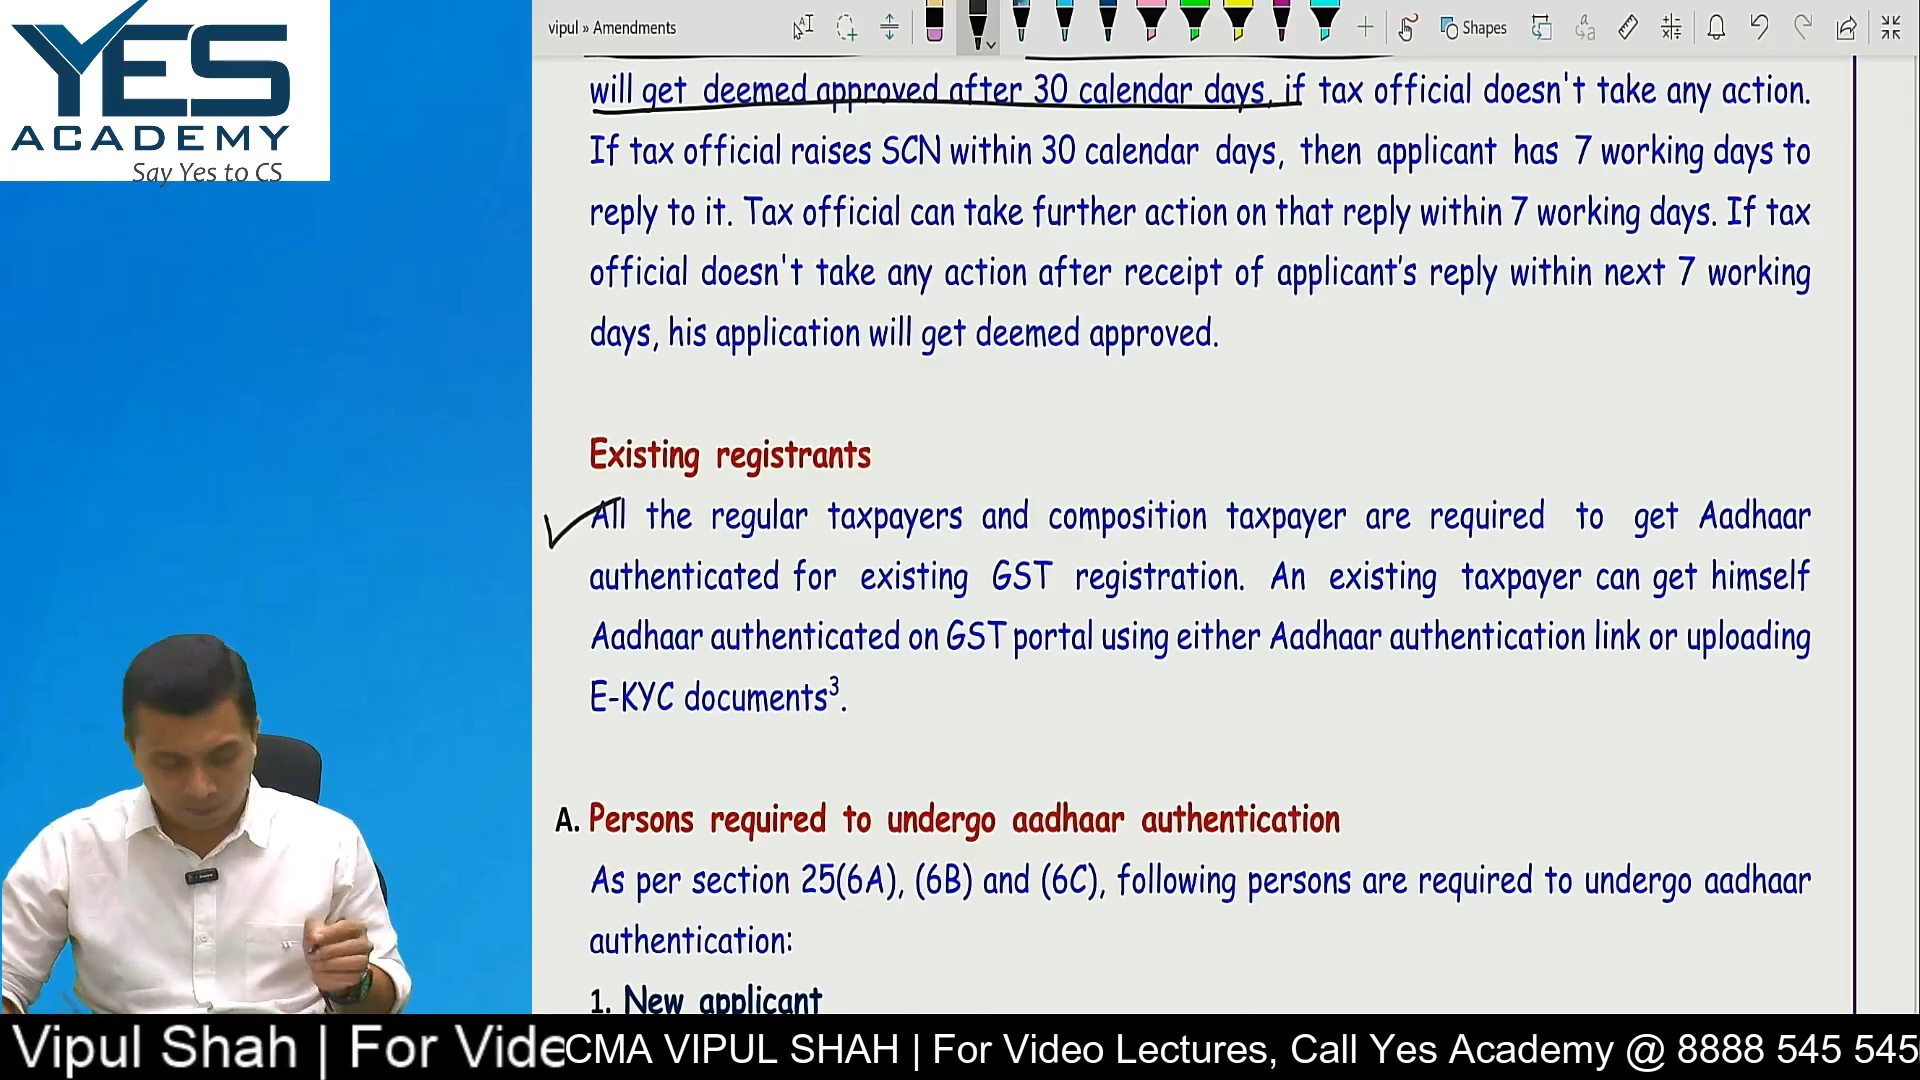 YES
ACADEMY
Say Yes to CS
vipul » Amendments
Shapes
will get deemed approved after 30 calendar days, if tax official doesn't take any action.
If tax official raises SCN within 30 calendar days, then applicant has 7 working days to
reply to it. Tax official can take further action on that reply within 7 working days. If tax
official doesn't take any action after receipt of applicant's reply within next 7 working
days, his application will get deemed approved.
Existing registrants
All the regular taxpayers and composition taxpayer are required to get Aadhaar
authenticated for existing GST registration. An existing taxpayer can get himself
Aadhaar authenticated on GST portal using either Aadhaar authentication link or uploading
E-KYC documents³.
A. Persons required to undergo aadhaar authentication
As per section 25(6A), (6B) and (6C), following persons are required to undergo aadhaar
authentication:
1. New applicant
Vipul Shah | For Vide
CMA VIPUL SHAH | For Video Lectures, Call Yes Academy @ 8888 545 545